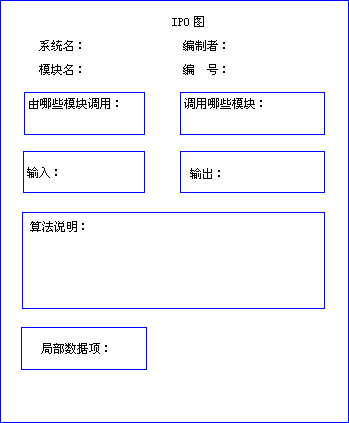 IPO 图
系统名： 编制者：
模块名： 编 号：
由哪些模块调用： 调用哪些模块：
输入： 输出：
算法说明：
局部数据项：